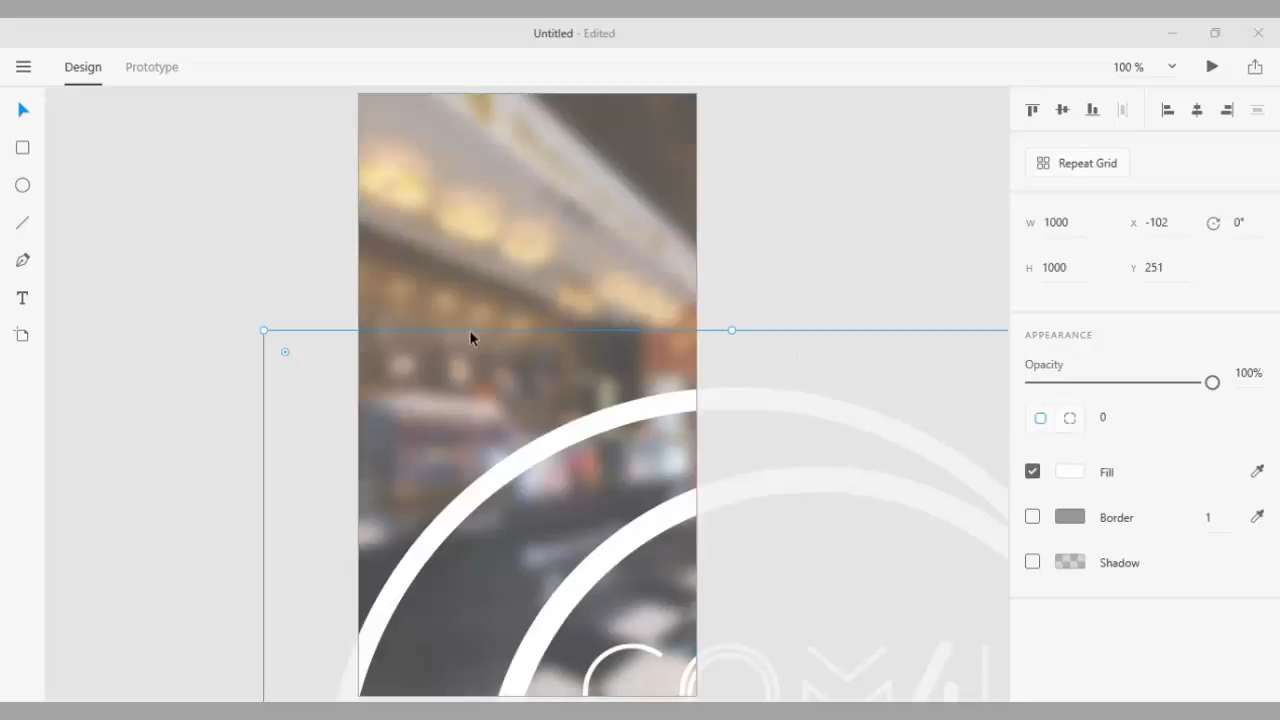 Untitled - Edited
Design Prototype 100 %
Repeat Grid
W 1000 X -102 0°
H 1000 Y 251
APPEARANCE
Opacity 100%
0
Fill
Border 1
Shadow